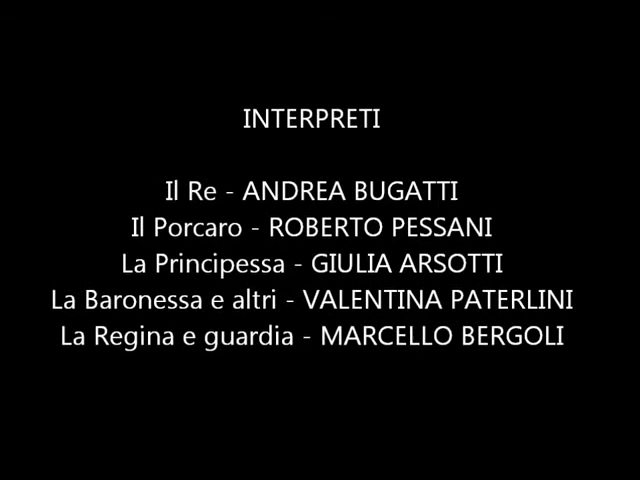 INTERPRETI
Il Re - ANDREA BUGATTI
Il Porcaro - ROBERTO PESSANI
La Principessa - GIULIA ARSOTTI
La Baronessa e altri - VALENTINA PATERLINI
La Regina e guardia - MARCELLO BERGOLI